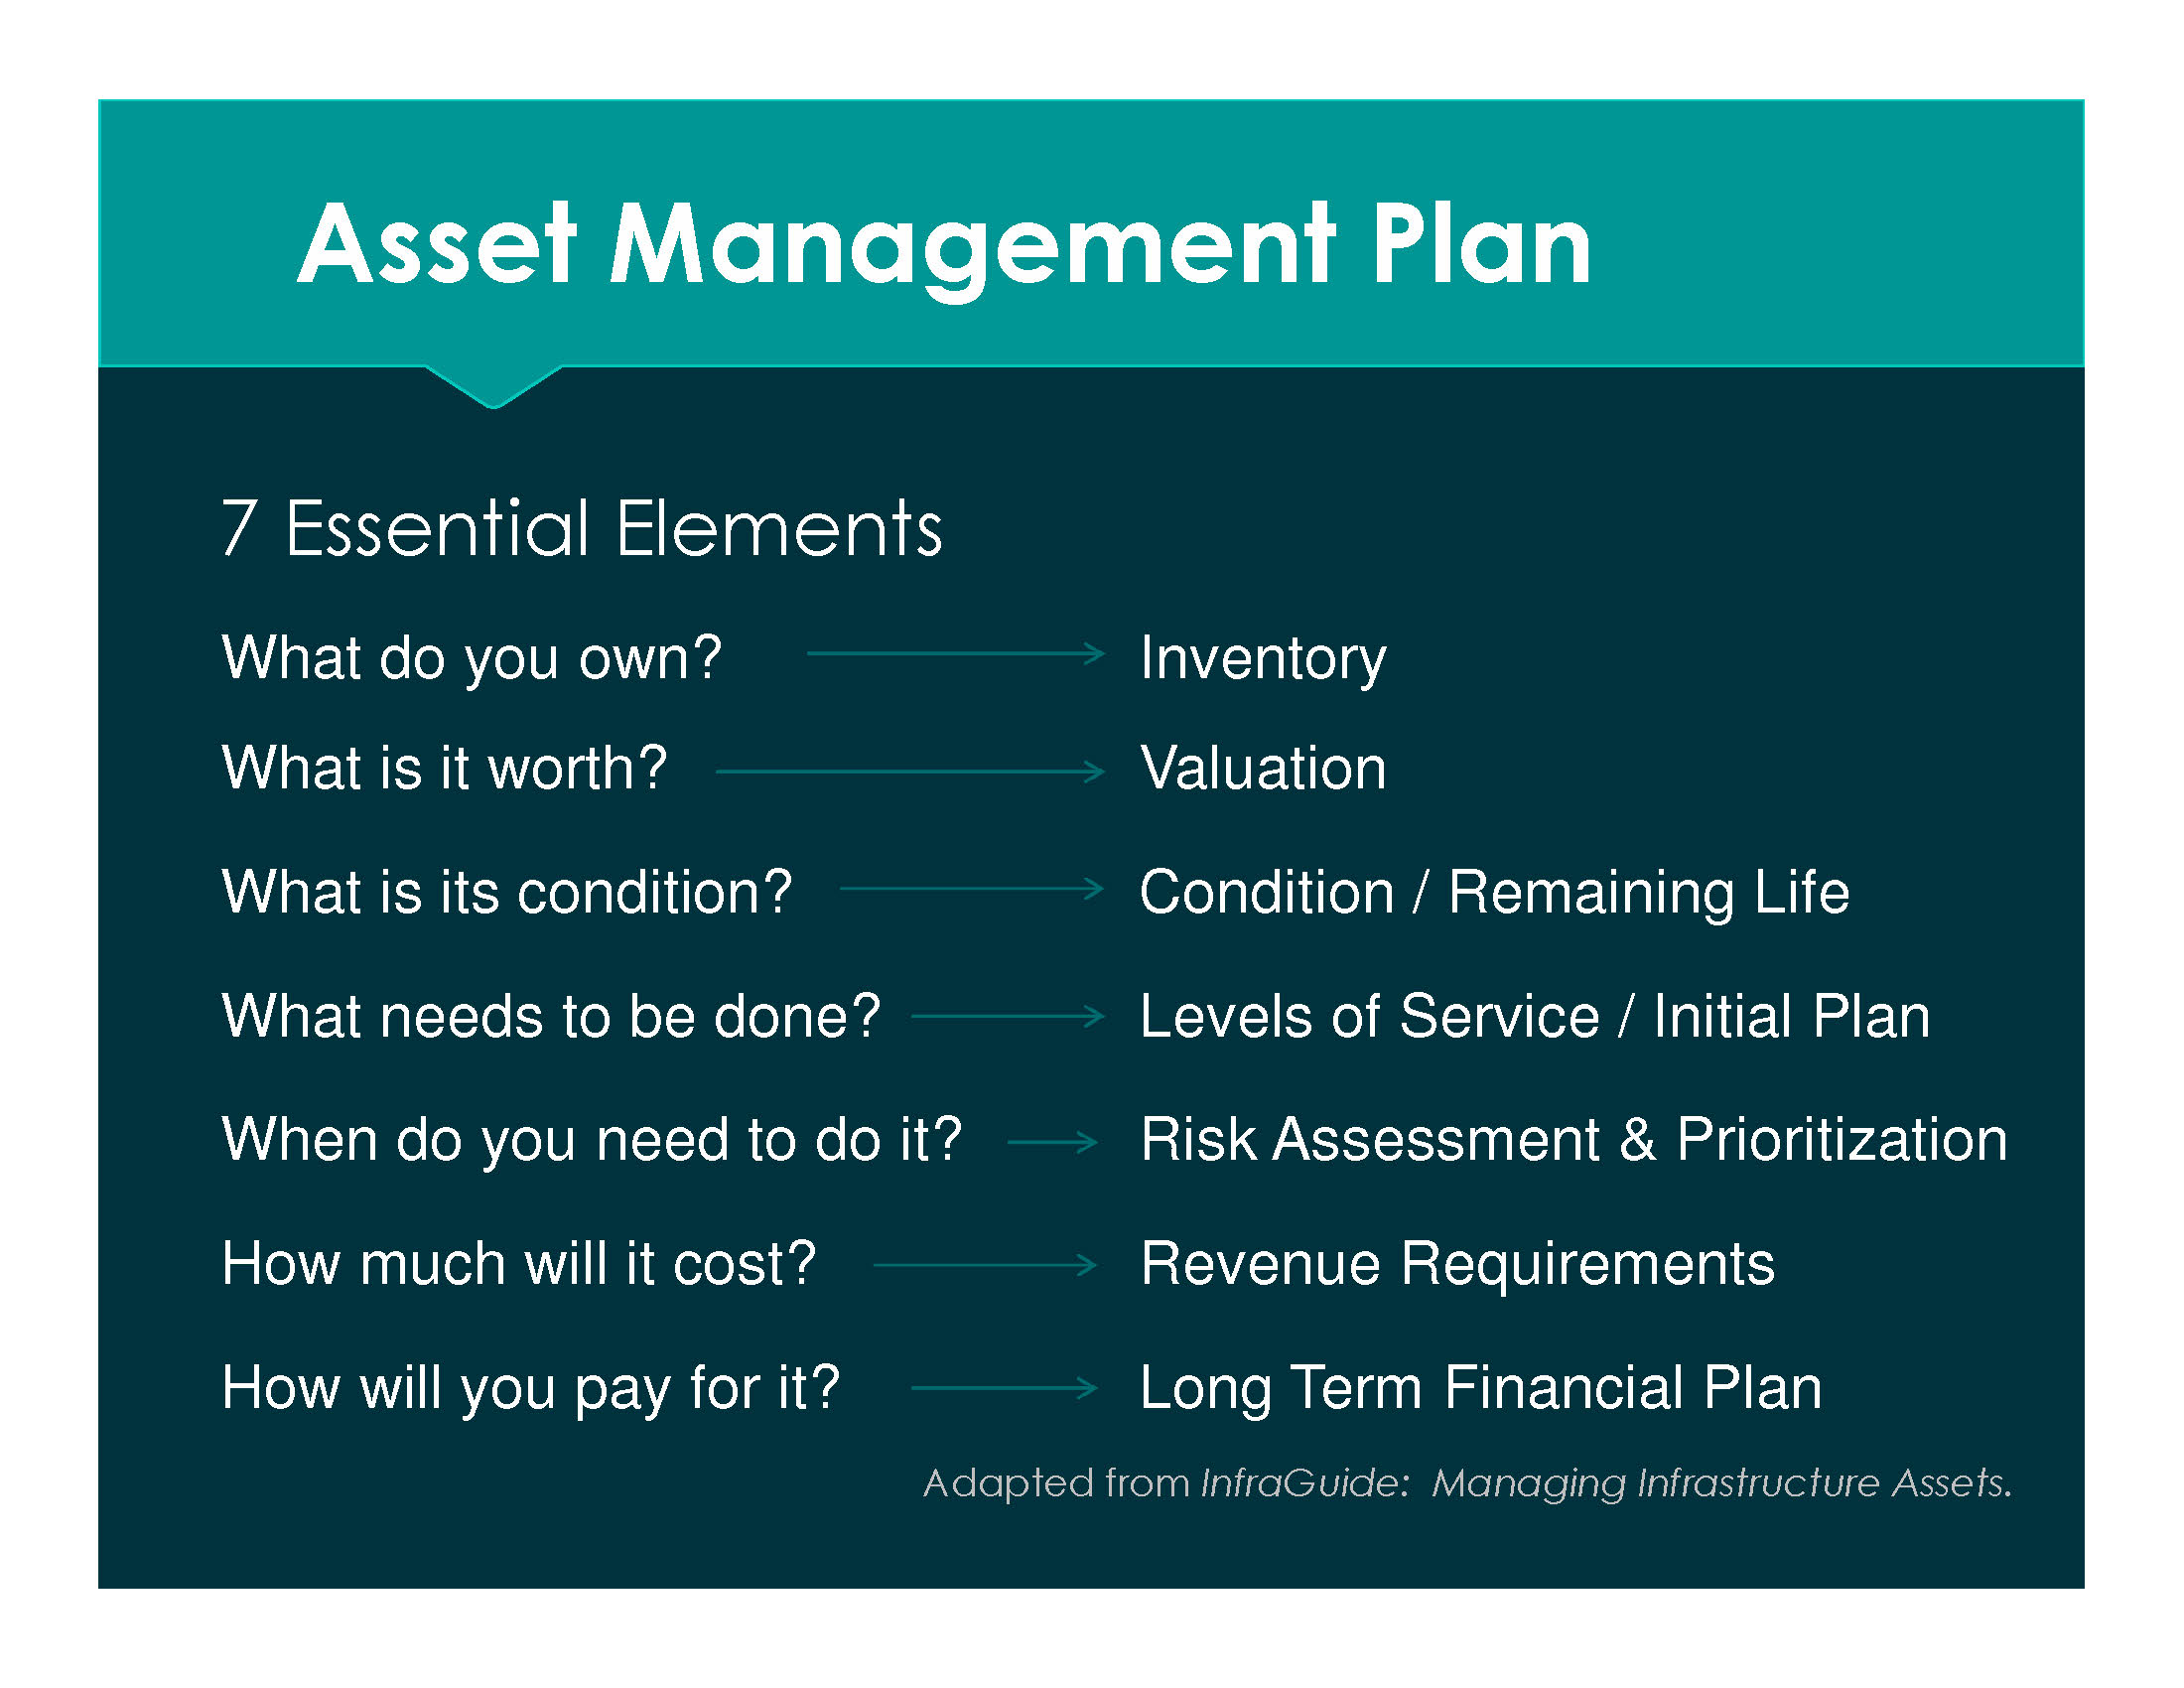 Asset Management Plan
7 Essential Elements
What do you own? Inventory
What is it worth? Valuation
What is its condition? Condition / Remaining Life
What needs to be done? Levels of Service / Initial Plan
When do you need to do it? Risk Assessment & Prioritization
How much will it cost? Revenue Requirements
How will you pay for it? Long Term Financial Plan
Adapted from InfraGuide: Managing Infrastructure Assets.